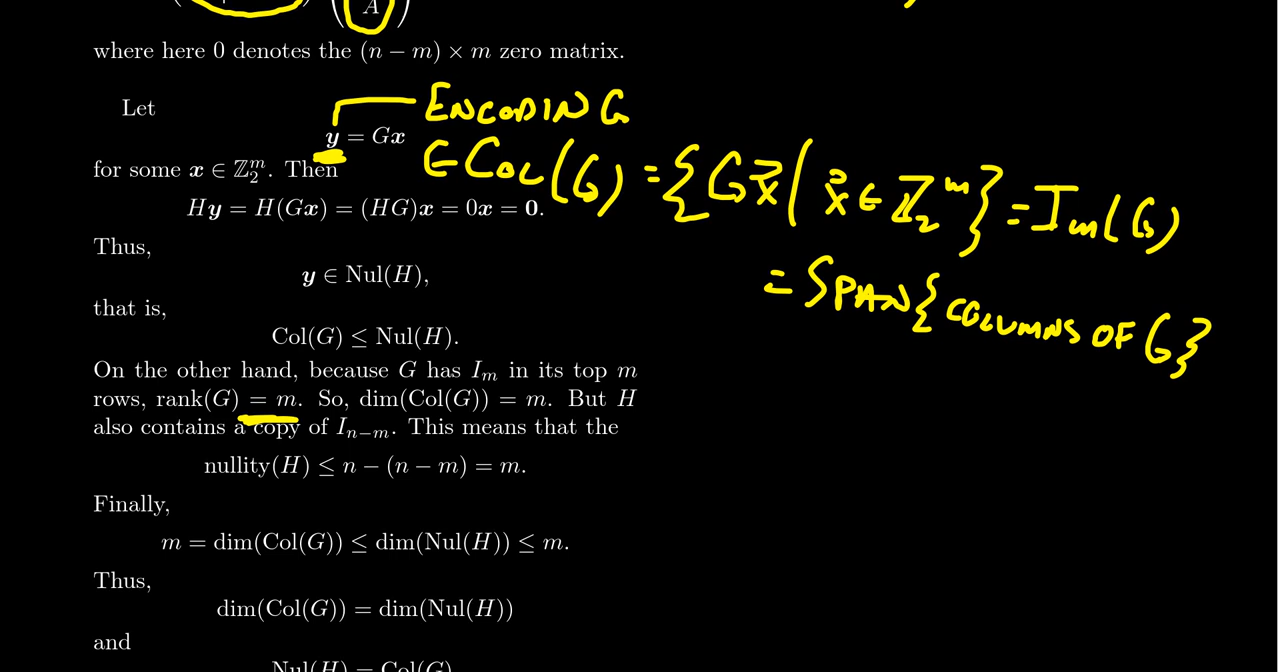 A
where here 0 denotes the (n − m) × m zero matrix.
Let
ENCODING
y = Gx
∈ COL(G) = {Gx⃗ | x⃗ ∈ ℤ₂ᵐ} = Im(G)
for some x ∈ ℤ₂ᵐ. Then
Hy = H(Gx) = (HG)x = 0x = 0.
= SPAN{COLUMNS OF G}
Thus,
y ∈ Nul(H),
that is,
Col(G) ≤ Nul(H).
On the other hand, because G has Iₘ in its top m
rows, rank(G) = m. So, dim(Col(G)) = m. But H
also contains a copy of Iₙ₋ₘ. This means that the
nullity(H) ≤ n − (n − m) = m.
Finally,
m = dim(Col(G)) ≤ dim(Nul(H)) ≤ m.
Thus,
dim(Col(G)) = dim(Nul(H))
and
Nul(H) = Col(G)